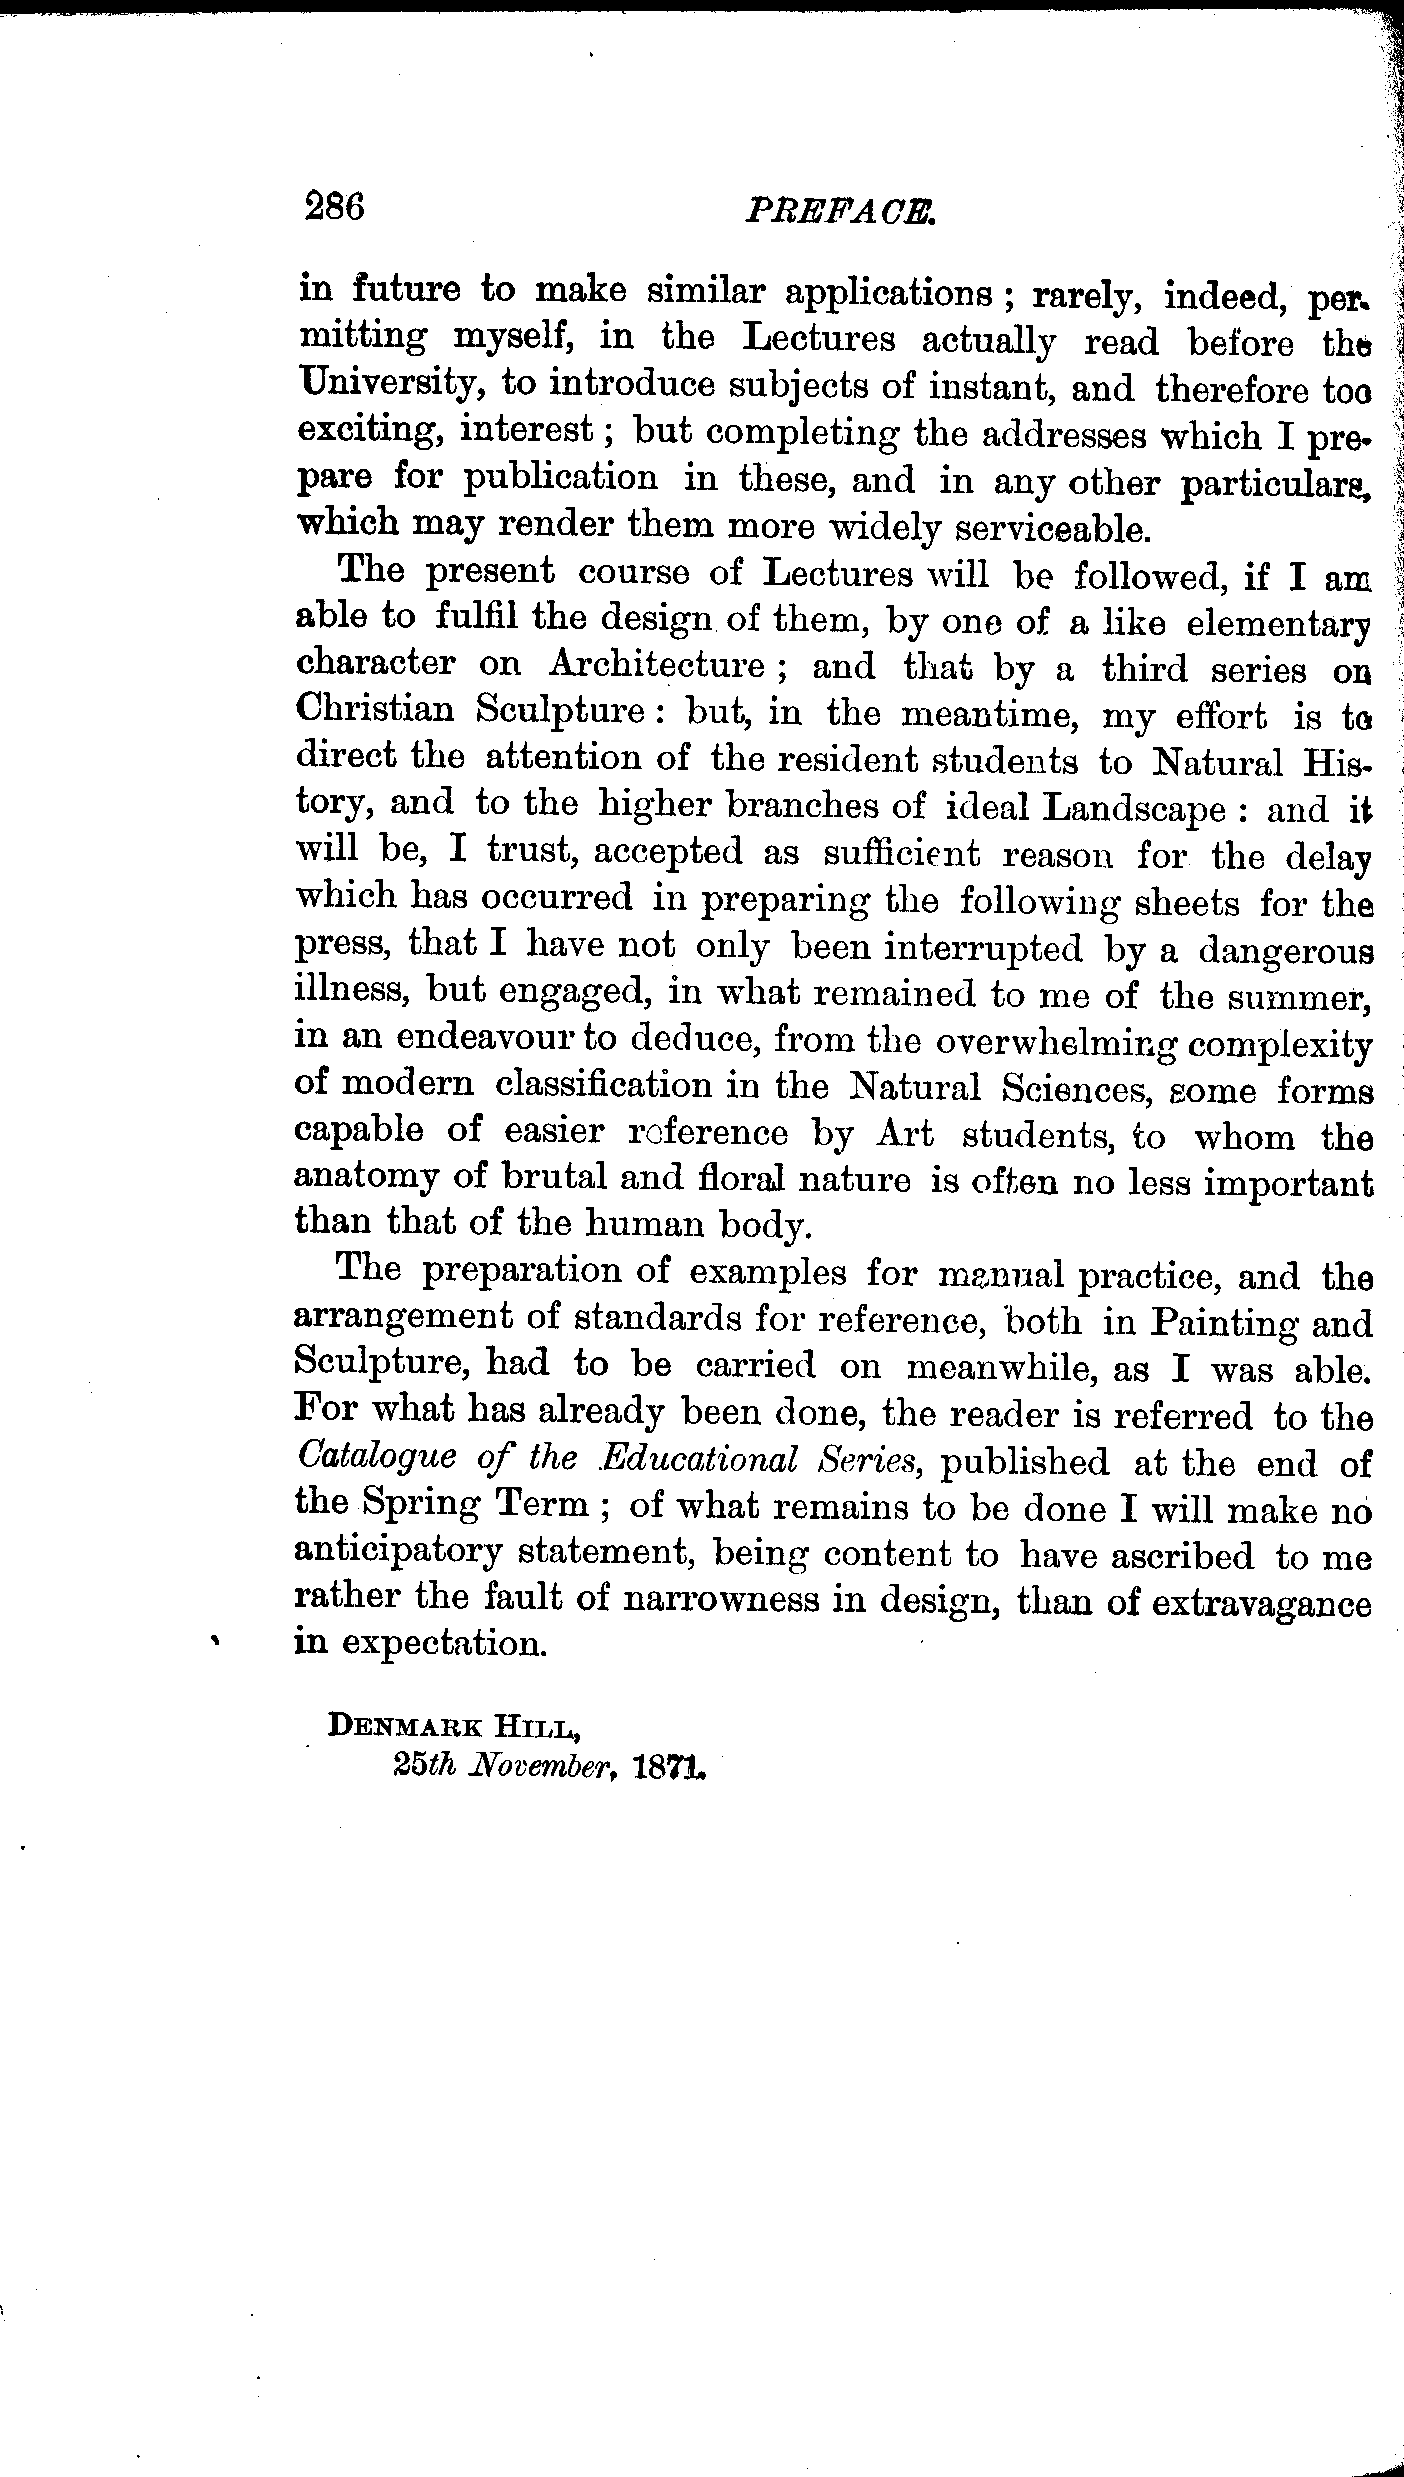 286 PREFACE.
in future to make similar applications ; rarely, indeed, per-
mitting myself, in the Lectures actually read before the
University, to introduce subjects of instant, and therefore too
exciting, interest ; but completing the addresses which I pre-
pare for publication in these, and in any other particulars,
which may render them more widely serviceable.
The present course of Lectures will be followed, if I am
able to fulfil the design of them, by one of a like elementary
character on Architecture ; and that by a third series on
Christian Sculpture : but, in the meantime, my effort is to
direct the attention of the resident students to Natural His-
tory, and to the higher branches of ideal Landscape : and it
will be, I trust, accepted as sufficient reason for the delay
which has occurred in preparing the following sheets for the
press, that I have not only been interrupted by a dangerous
illness, but engaged, in what remained to me of the summer,
in an endeavour to deduce, from the overwhelming complexity
of modern classification in the Natural Sciences, some forms
capable of easier reference by Art students, to whom the
anatomy of brutal and floral nature is often no less important
than that of the human body.
The preparation of examples for manual practice, and the
arrangement of standards for reference, both in Painting and
Sculpture, had to be carried on meanwhile, as I was able.
For what has already been done, the reader is referred to the
Catalogue of the Educational Series, published at the end of
the Spring Term ; of what remains to be done I will make no
anticipatory statement, being content to have ascribed to me
rather the fault of narrowness in design, than of extravagance
in expectation.
DENMARK HILL,
25th November, 1871.